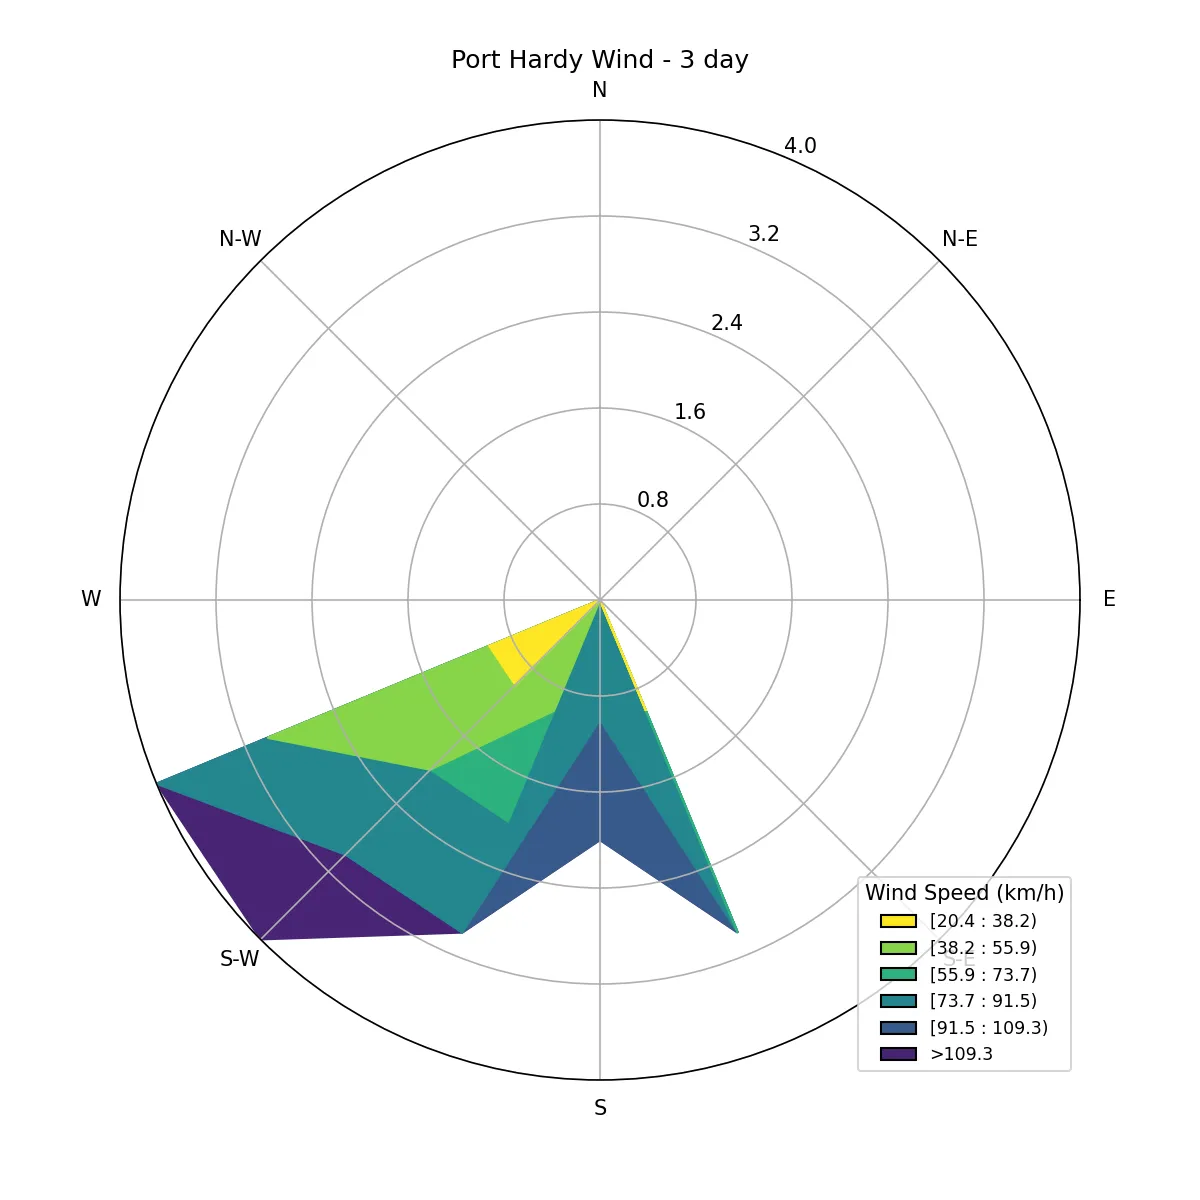 Port Hardy Wind - 3 day
N
4.0
N-W
3.2
N-E
2.4
1.6
0.8
W
E
Wind Speed (km/h)
[20.4 : 38.2)
[38.2 : 55.9)
S-W
S-E
[55.9 : 73.7)
[73.7 : 91.5)
[91.5 : 109.3)
>109.3
S